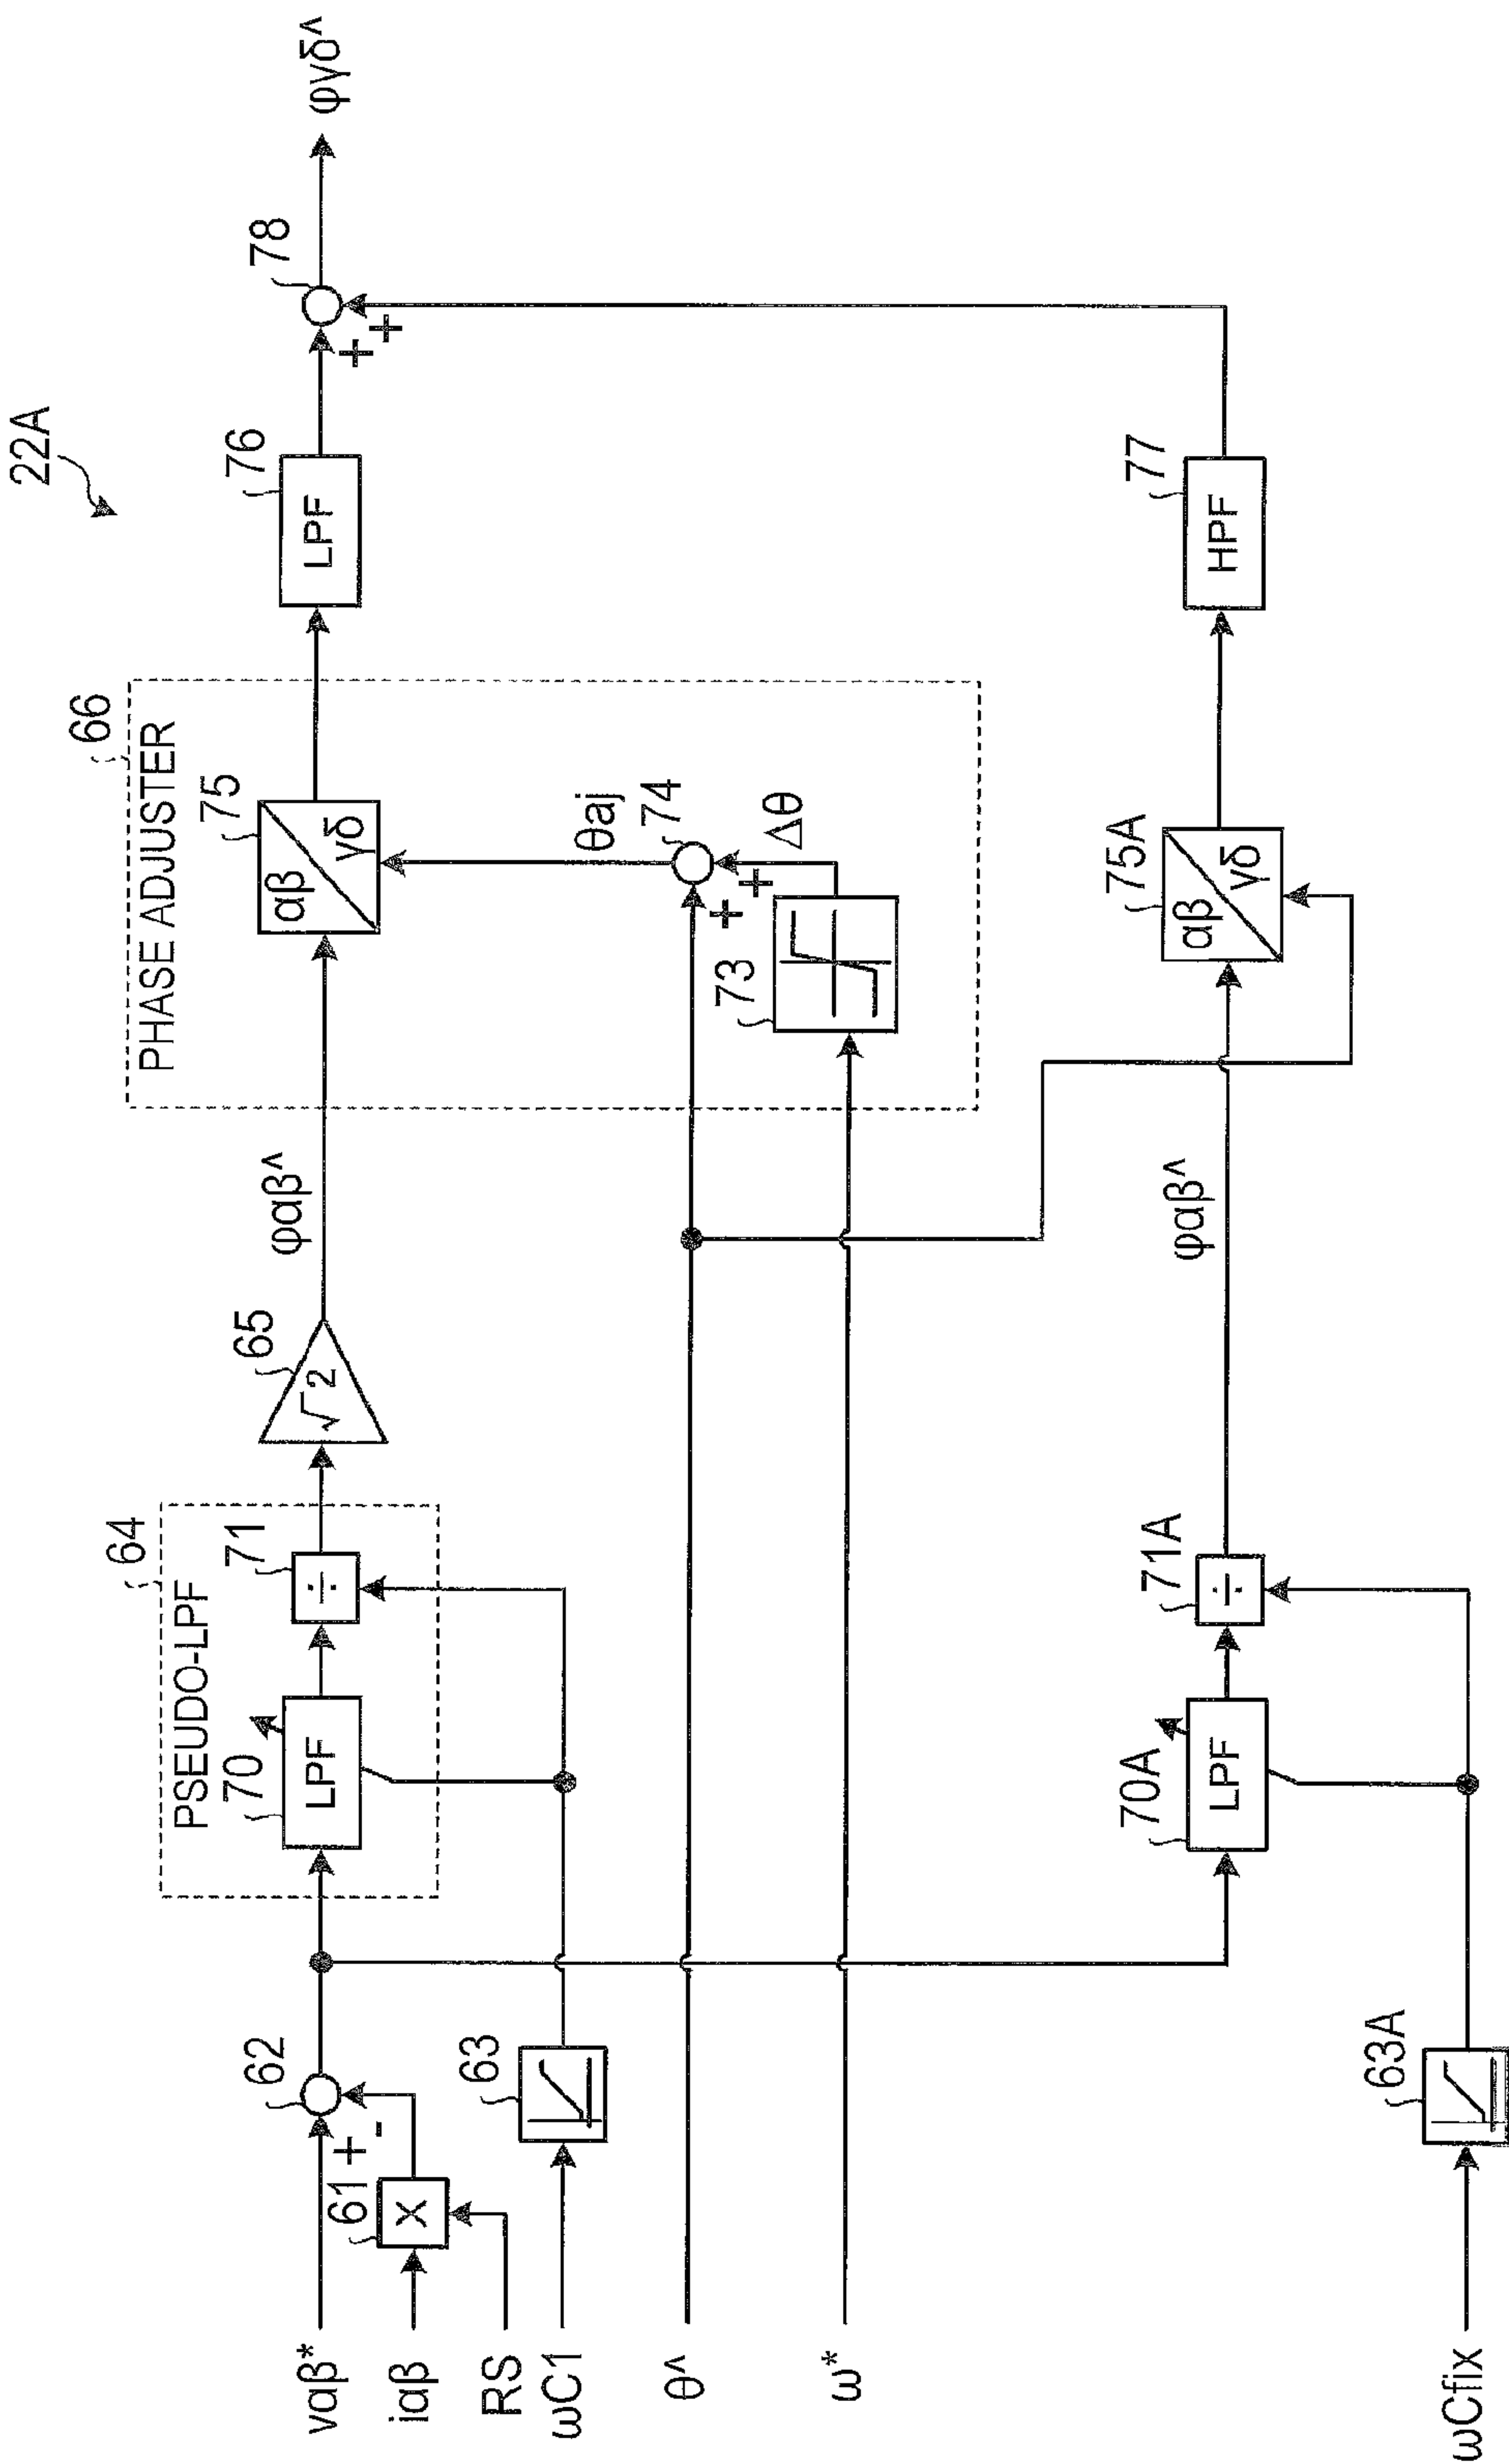 22A
66
PHASE ADJUSTER
64
PSEUDO-LPF
vαβ*
+
-
62
iαβ
61
X
RS
ωC1
63
70
LPF
71
÷
65
√2
φαβ^
75
αβ
γδ
76
LPF
78
+
+
φγδ^
θ^
θaj
74
+
+
Δθ
ω*
73
ωCfix
63A
70A
LPF
71A
÷
φαβ^
75A
αβ
γδ
77
HPF